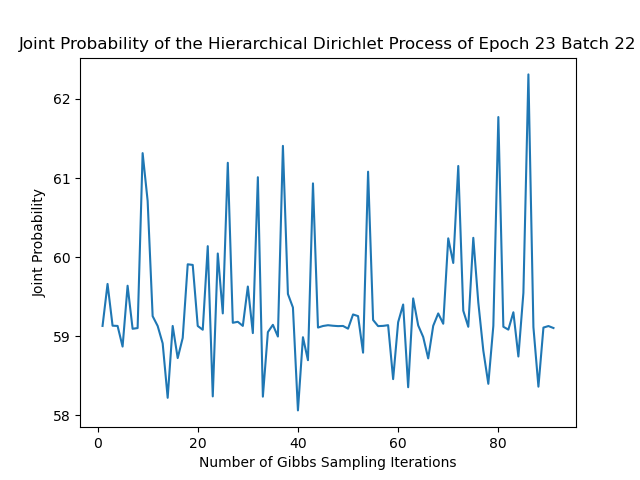 Joint Probability of the Hierarchical Dirichlet Process of Epoch 23 Batch 22
62
61
60
59
58
Joint Probability
0 20 40 60 80
Number of Gibbs Sampling Iterations